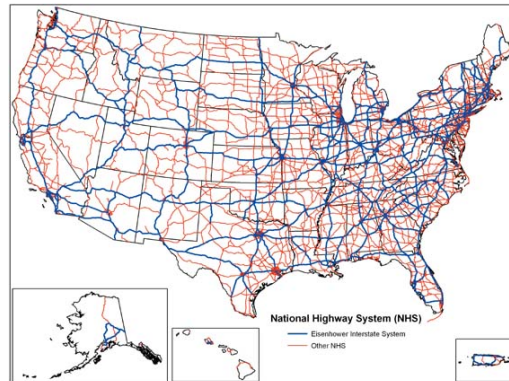 National Highway System (NHS)
Eisenhower Interstate System
Other NHS